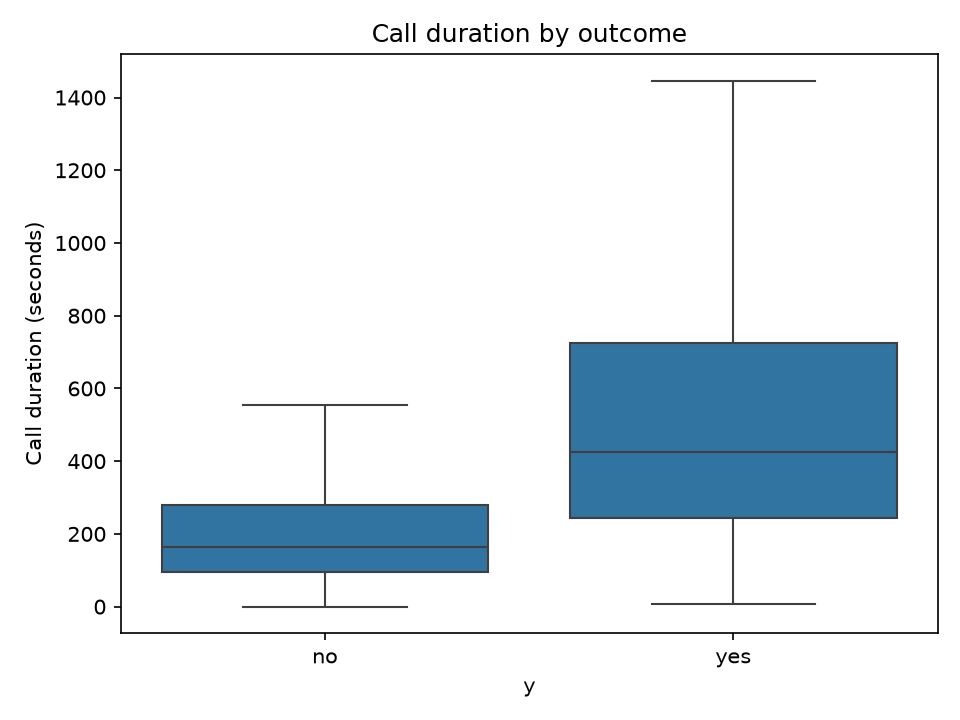 Call duration by outcome
Call duration (seconds)
1400
1200
1000
800
600
400
200
0
no
yes
y